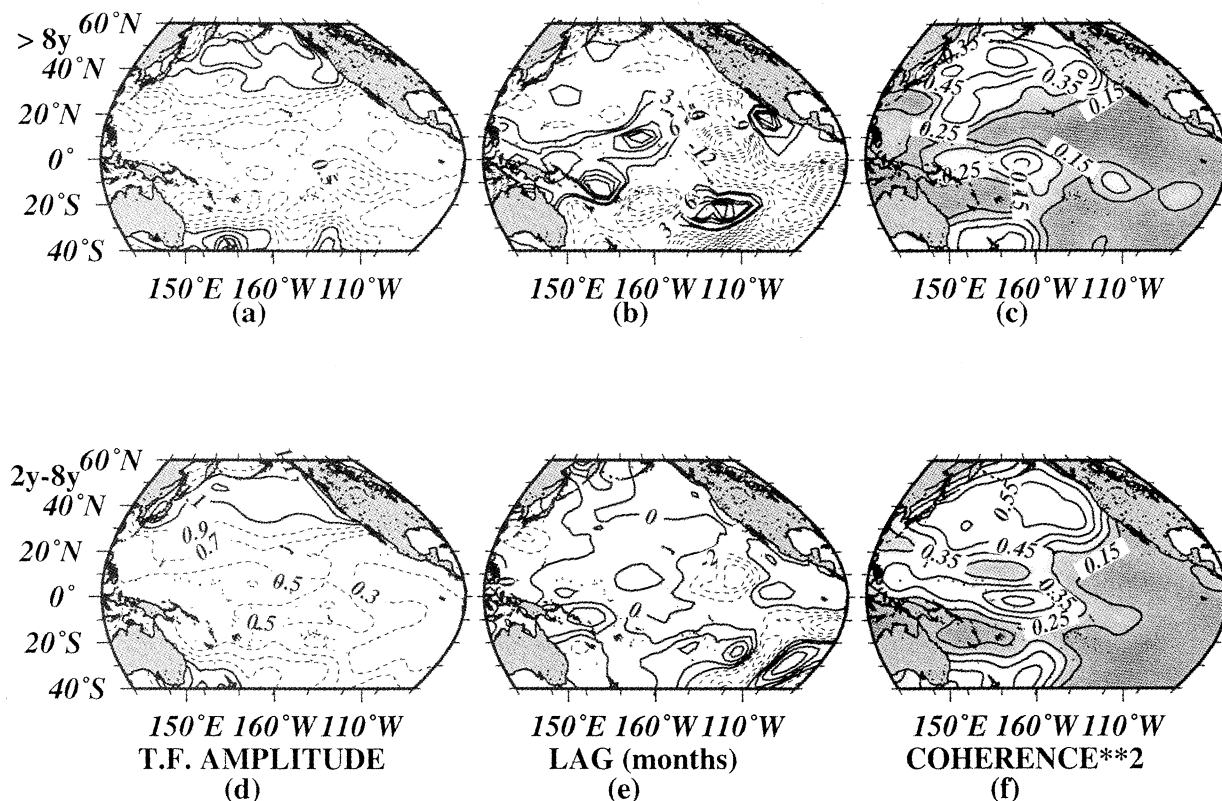 > 8y
60˚N
40˚N
20˚N
0˚
20˚S
40˚S
0
3
6
-12
3
0.35
0.45
0.35
0.15
0.25
0.25
0.15
0.15
150˚E 160˚W 110˚W
150˚E 160˚W 110˚W
150˚E 160˚W 110˚W
(a)
(b)
(c)
2y-8y
60˚N
40˚N
20˚N
0˚
20˚S
40˚S
1
1
0.9
0.7
0.5
0.3
0.5
0
-2
0
0.55
0.35
0.45
0.15
0.35
0.25
150˚E 160˚W 110˚W
150˚E 160˚W 110˚W
150˚E 160˚W 110˚W
T.F. AMPLITUDE
LAG (months)
COHERENCE**2
(d)
(e)
(f)